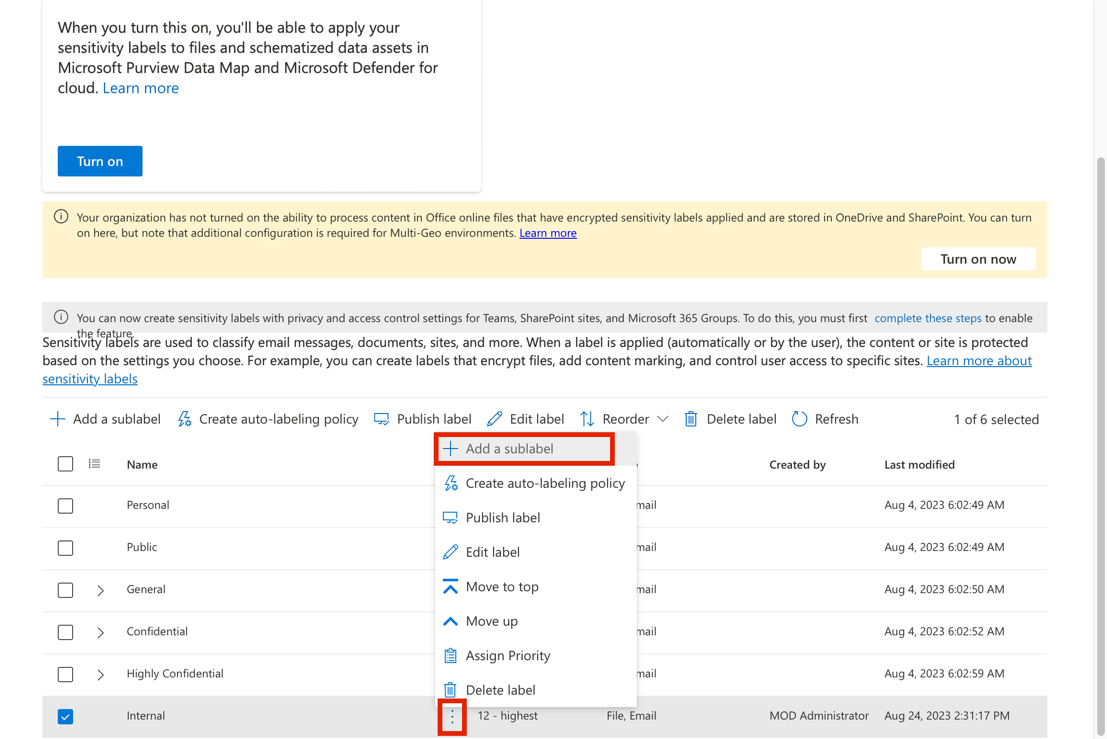 When you turn this on, you'll be able to apply your
sensitivity labels to files and schematized data assets in
Microsoft Purview Data Map and Microsoft Defender for
cloud. Learn more
Turn on
Your organization has not turned on the ability to process content in Office online files that have encrypted sensitivity labels applied and are stored in OneDrive and SharePoint. You can turn
on here, but note that additional configuration is required for Multi-Geo environments. Learn more
Turn on now
You can now create sensitivity labels with privacy and access control settings for Teams, SharePoint sites, and Microsoft 365 Groups. To do this, you must first complete these steps to enable
the feature.
Sensitivity labels are used to classify email messages, documents, sites, and more. When a label is applied (automatically or by the user), the content or site is protected
based on the settings you choose. For example, you can create labels that encrypt files, add content marking, and control user access to specific sites. Learn more about
sensitivity labels
Add a sublabel Create auto-labeling policy Publish label Edit label Reorder Delete label Refresh 1 of 6 selected
Add a sublabel
Name Created by Last modified
Create auto-labeling policy
Personal mail Aug 4, 2023 6:02:49 AM
Publish label
Public mail Aug 4, 2023 6:02:49 AM
Edit label
General mail Aug 4, 2023 6:02:50 AM
Move to top
Move up
Confidential mail Aug 4, 2023 6:02:52 AM
Assign Priority
Highly Confidential mail Aug 4, 2023 6:02:59 AM
Delete label
Internal 12 - highest File, Email MOD Administrator Aug 24, 2023 2:31:17 PM